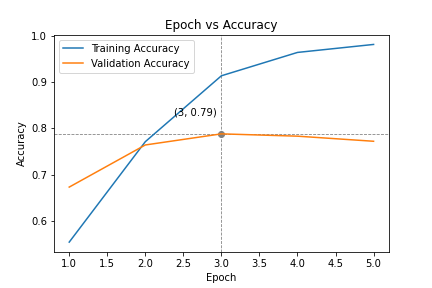 Epoch vs Accuracy
1.0
Training Accuracy
Validation Accuracy
0.9
(3, 0.79)
0.8
0.7
0.6
Accuracy
1.0 1.5 2.0 2.5 3.0 3.5 4.0 4.5 5.0
Epoch